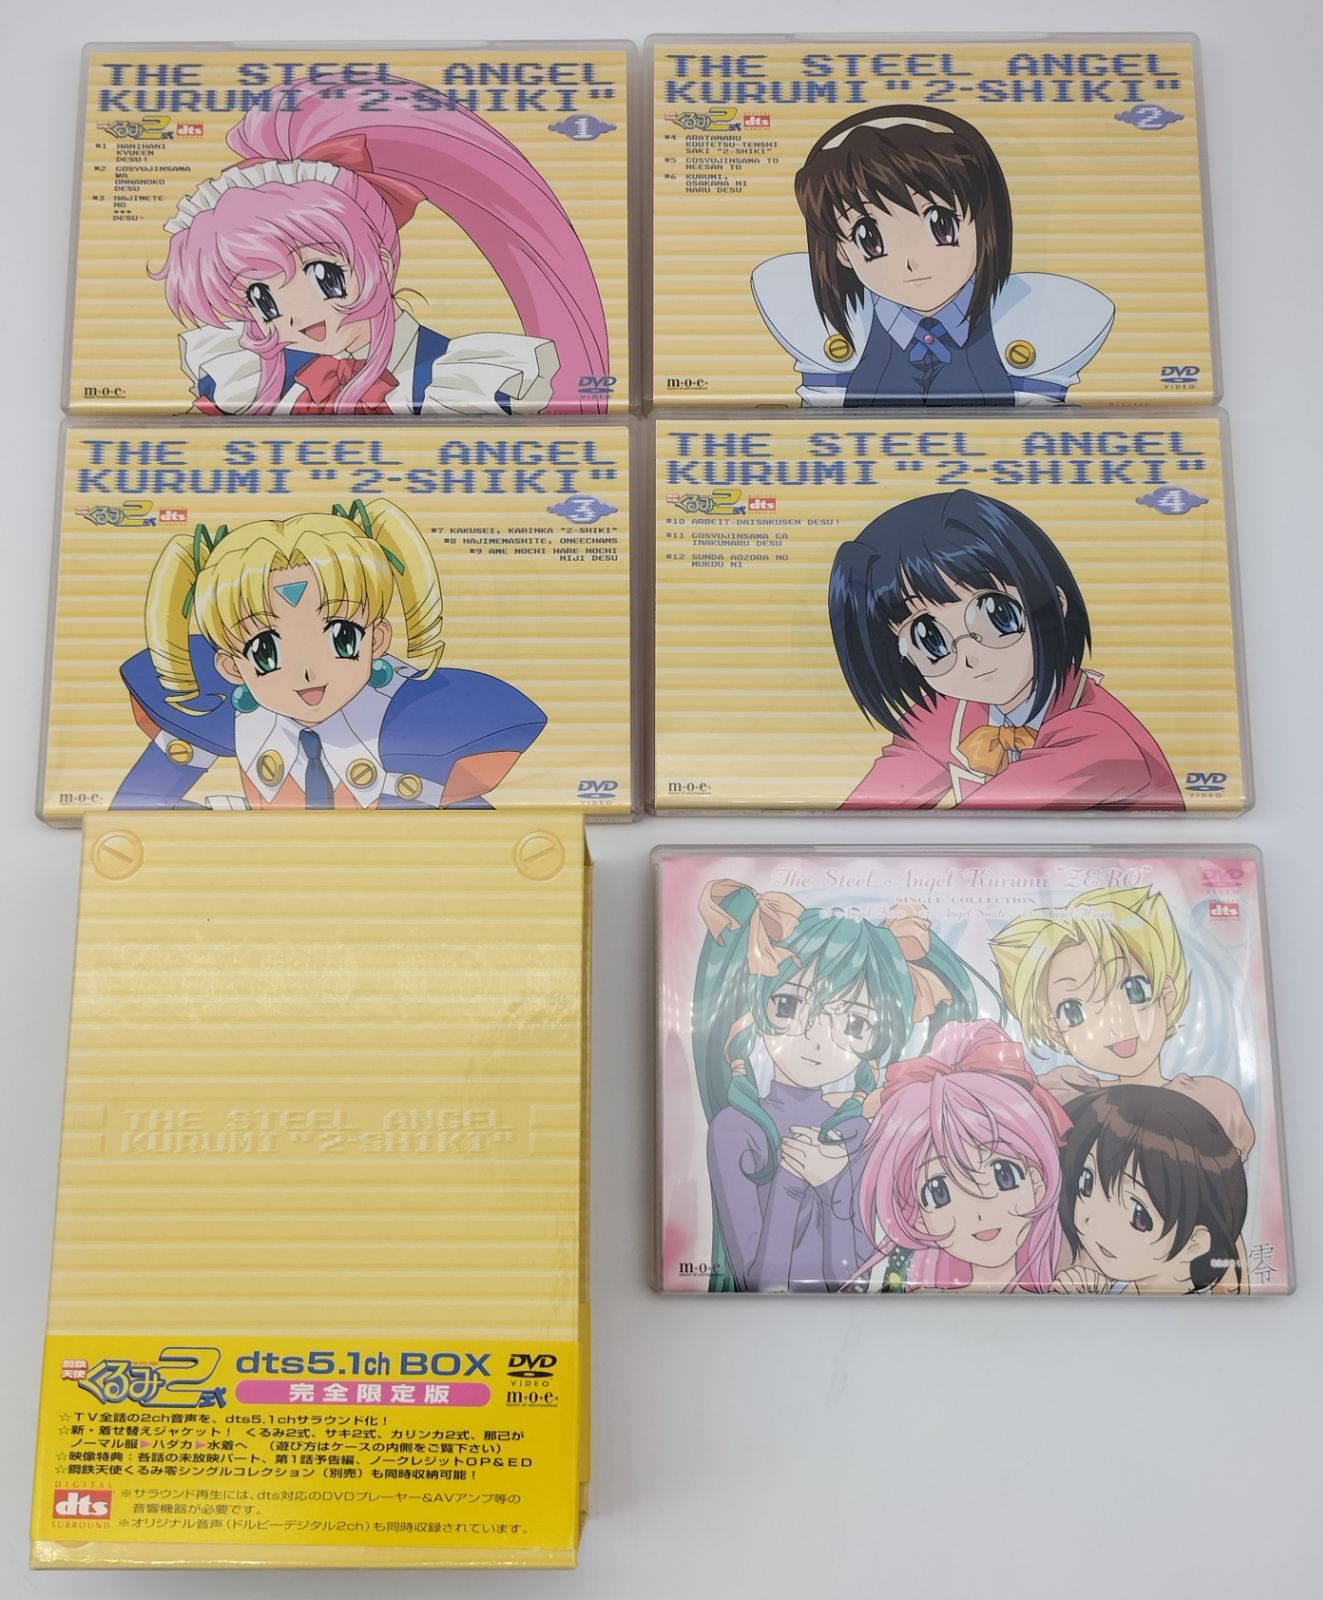 THE STEEL ANGEL
KURUMI "2-SHIKI"
くるみ2式
dts
1
#1 HANIHANI
KYUEEN
DESU!
#2 GOSYUJINSAMA
WA
ONNANOKO
DESU
#3 HAJIMETE
NO
***
DESU♥
m•o•e•
DVD
VIDEO
THE STEEL ANGEL
KURUMI "2-SHIKI"
くるみ2式
DIGITAL
dts
SURROUND
2
#4 ARATANARU
KOUTETSU-TENSHI
SAKI "2-SHIKI"
#5 GOSYUJINSAMA TO
NEESAN TO
#6 KURUMI,
OSAKANA NI
NARU DESU
m•o•e•
DVD
VIDEO
THE STEEL ANGEL
KURUMI "2-SHIKI"
くるみ2式
dts
3
#7 KAKUSEI, KARINKA "2-SHIKI"
#8 HAJIMEMASHITE, ONEECHANS
#9 AME NOCHI HARE NOCHI
NIJI DESU
m•o•e•
DVD
VIDEO
THE STEEL ANGEL
KURUMI "2-SHIKI"
くるみ2式
DIGITAL
dts
SURROUND
4
#10 ARBEIT-DAISAKUSEN DESU!
#11 GOSYUJINSAMA GA
INAKUNARU DESU
#12 SUNDA AOZORA NO
MUKOU NI
m•o•e•
DVD
VIDEO
THE STEEL ANGEL
KURUMI "2-SHIKI"
鋼鉄
天使
くるみ2式
dts5.1ch BOX
完全限定版
DVD
VIDEO
m•o•e•
master of entertainment
☆TV全話の2ch音声を、dts5.1chサラウンド化!
☆新・着せ替えジャケット! くるみ2式、サキ2式、カリンカ2式、那己が
ノーマル服▶ハダカ▶水着へ (遊び方はケースの内側をご覧下さい)
☆映像特典:各話の未放映パート、第1話予告編、ノークレジットOP&ED
☆鋼鉄天使くるみ零シングルコレクション(別売)も同時収納可能!
DIGITAL
dts
SURROUND
※サラウンド再生には、dts対応のDVDプレーヤー&AVアンプ等の
音響機器が必要です。
※オリジナル音声(ドルビーデジタル2ch)も同時収録されています。
The Steel Angel Kurumi "ZERO"
SINGLE COLLECTION
DVD
VIDEO
dts
m•o•e•
零